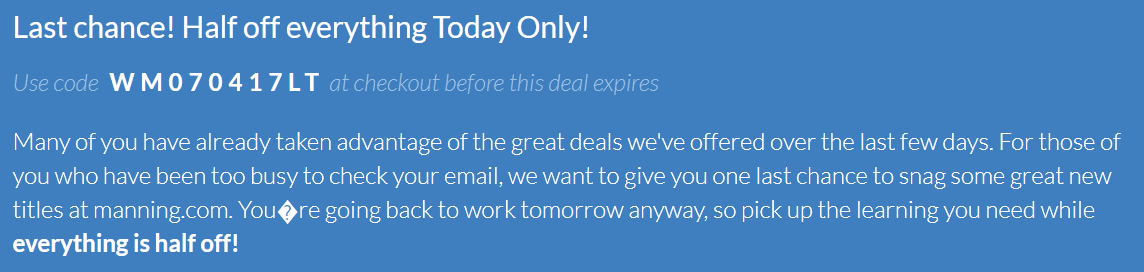 Last chance! Half off everything Today Only!
Use code WM070417LT at checkout before this deal expires
Many of you have already taken advantage of the great deals we've offered over the last few days. For those of
you who have been too busy to check your email, we want to give you one last chance to snag some great new
titles at manning.com. You�re going back to work tomorrow anyway, so pick up the learning you need while
everything is half off!